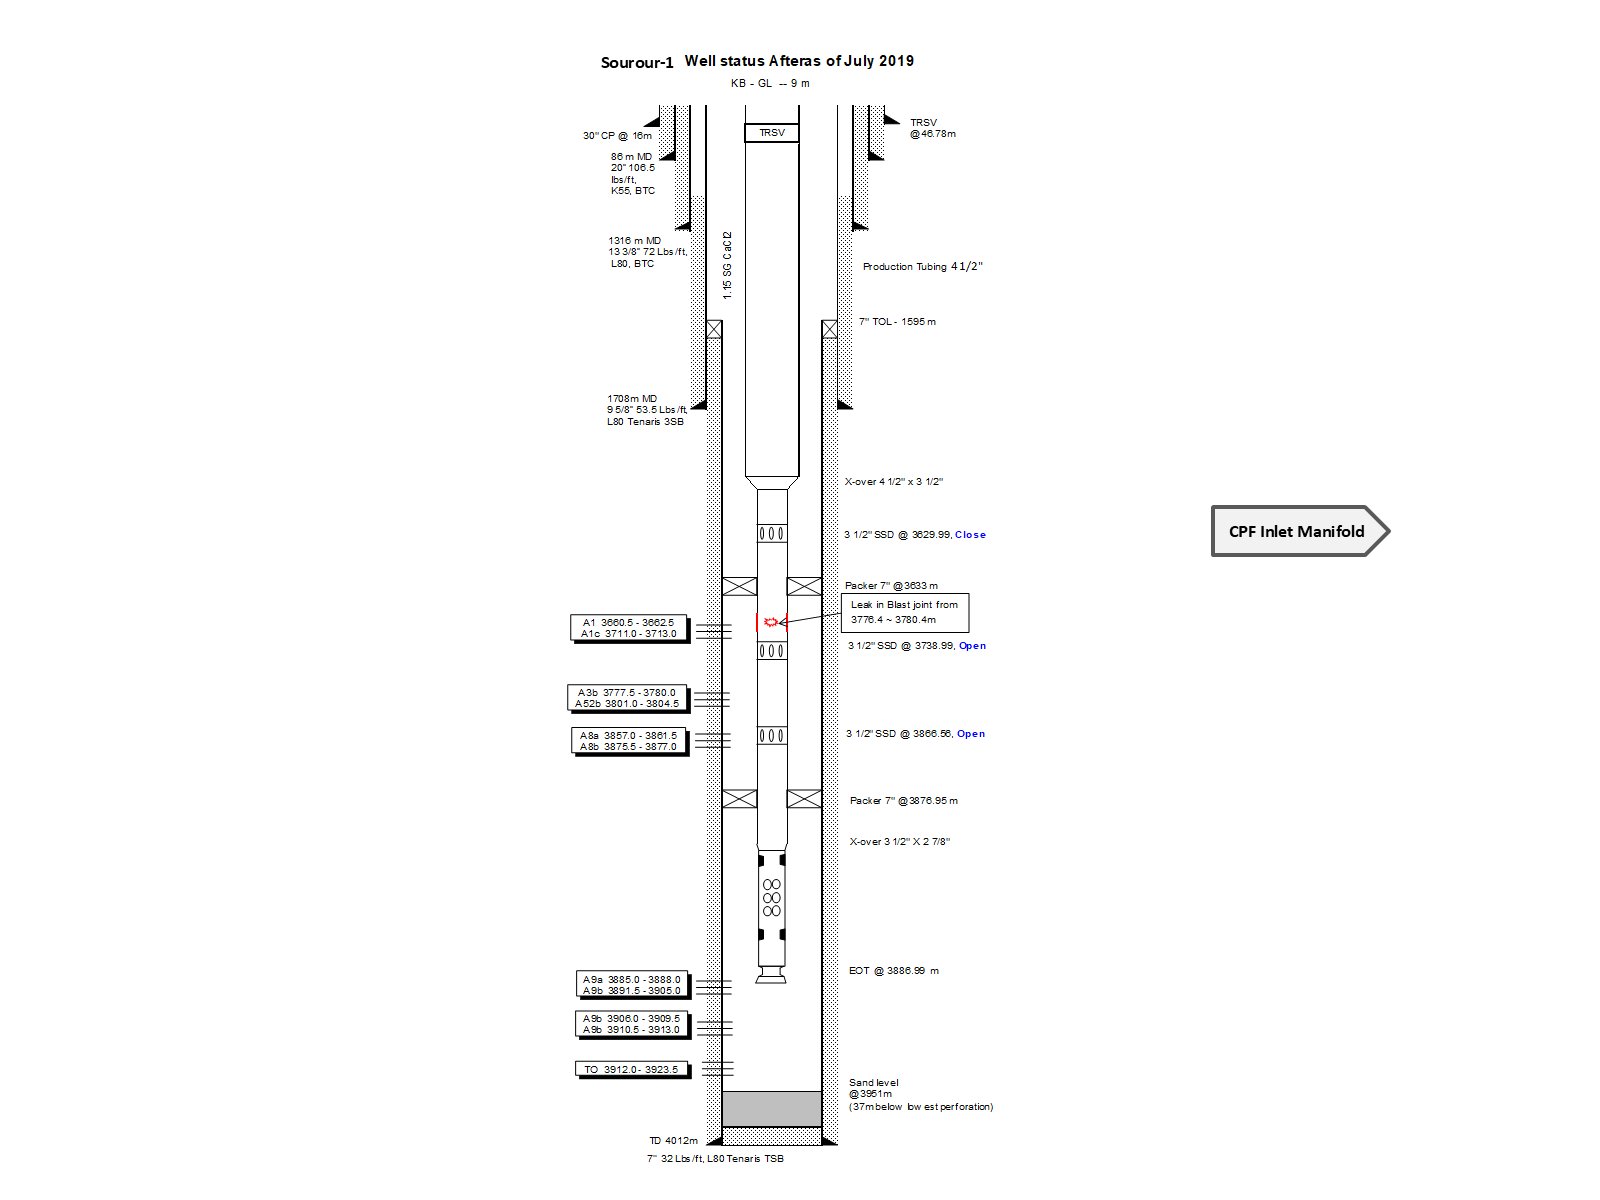 Sourour-1 Well status Afteras of July 2019
KB - GL -- 9 m
TRSV
30" CP @ 16m
TRSV
@46.78m
86 m MD
20" 106.5
lbs/ft,
K55, BTC
1316 m MD
13 3/8" 72 Lbs/ft,
L80, BTC
1.15 SG CaCl2
Production Tubing 4 1/2"
7" TOL - 1595 m
1708m MD
9 5/8" 53.5 Lbs/ft,
L80 Tenaris 3SB
X-over 4 1/2" x 3 1/2"
3 1/2" SSD @ 3629.99, Close
CPF Inlet Manifold
Packer 7" @3633 m
Leak in Blast joint from
3776.4 ~ 3780.4m
A1 3660.5 - 3662.5
A1c 3711.0 - 3713.0
3 1/2" SSD @ 3738.99, Open
A3b 3777.5 - 3780.0
A52b 3801.0 - 3804.5
A8a 3857.0 - 3861.5
A8b 3875.5 - 3877.0
3 1/2" SSD @ 3866.56, Open
Packer 7" @3876.95 m
X-over 3 1/2" X 2 7/8"
EOT @ 3886.99 m
A9a 3885.0 - 3888.0
A9b 3891.5 - 3905.0
A9b 3906.0 - 3909.5
A9b 3910.5 - 3913.0
TO 3912.0 - 3923.5
Sand level
@3951m
(37m below low est perforation)
TD 4012m
7" 32 Lbs/ft, L80 Tenaris TSB